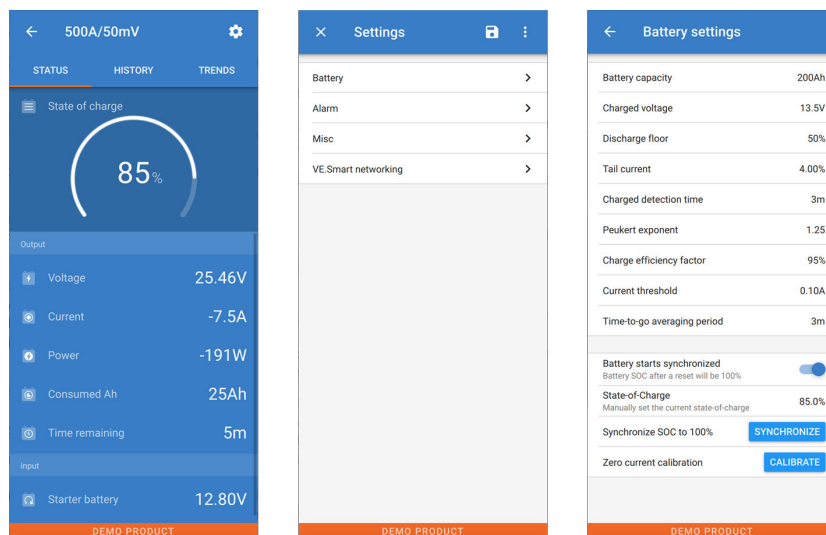 500A/50mV
STATUS HISTORY TRENDS
State of charge
85%
Output
Voltage 25.46V
Current -7.5A
Power -191W
Consumed Ah 25Ah
Time remaining 5m
Input
Starter battery 12.80V
DEMO PRODUCT
Settings
Battery
Alarm
Misc
VE.Smart networking
DEMO PRODUCT
Battery settings
Battery capacity 200Ah
Charged voltage 13.5V
Discharge floor 50%
Tail current 4.00%
Charged detection time 3m
Peukert exponent 1.25
Charge efficiency factor 95%
Current threshold 0.10A
Time-to-go averaging period 3m
Battery starts synchronized
Battery SOC after a reset will be 100%
State-of-Charge 85.0%
Manually set the current state-of-charge
Synchronize SOC to 100% SYNCHRONIZE
Zero current calibration CALIBRATE
DEMO PRODUCT